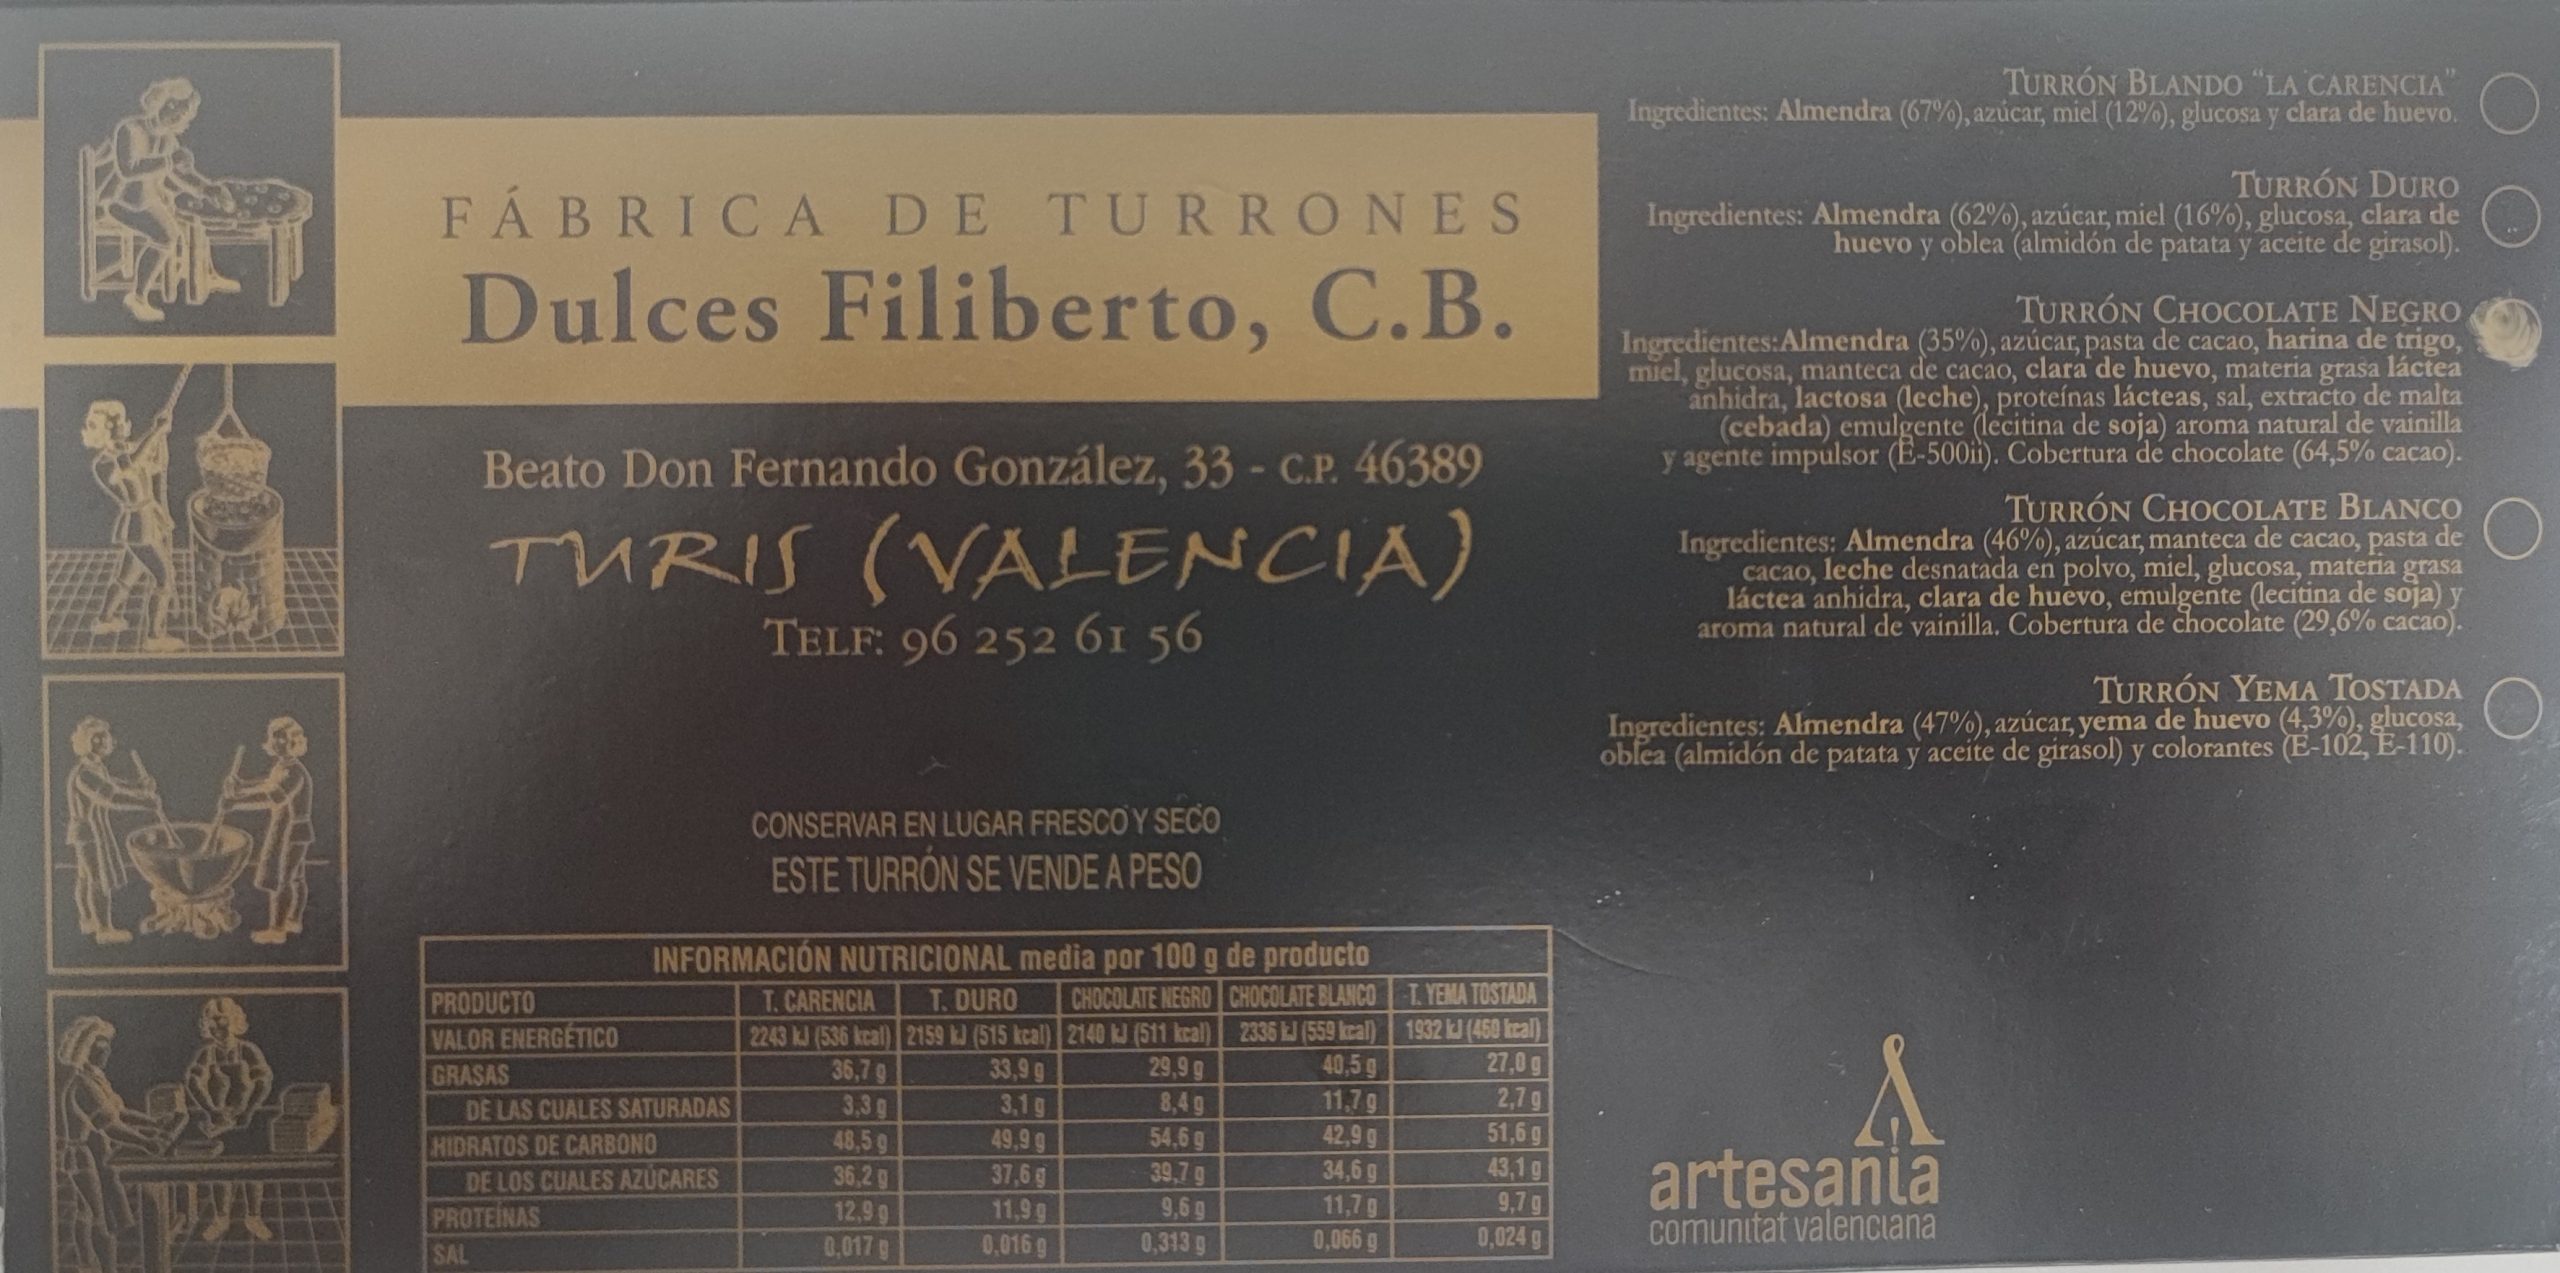 FÁBRICA DE TURRONES
Dulces Filiberto, C.B.
Beato Don Fernando González, 33 - C.P. 46389
TURIS (VALENCIA)
TELF: 96 252 61 56
CONSERVAR EN LUGAR FRESCO Y SECO
ESTE TURRÓN SE VENDE A PESO
INFORMACIÓN NUTRICIONAL media por 100 g de producto
PRODUCTO T. CARENCIA T. DURO CHOCOLATE NEGRO CHOCOLATE BLANCO T. YEMA TOSTADA
VALOR ENERGÉTICO 2243 kJ (536 kcal) 2159 kJ (515 kcal) 2140 kJ (511 kcal) 2336 kJ (559 kcal) 1932 kJ (460 kcal)
GRASAS 36,7 g 33,9 g 29,9 g 40,5 g 27,0 g
DE LAS CUALES SATURADAS 3,3 g 3,1 g 8,4 g 11,7 g 2,7 g
HIDRATOS DE CARBONO 48,5 g 49,9 g 54,6 g 42,9 g 51,6 g
DE LOS CUALES AZÚCARES 36,2 g 37,6 g 39,7 g 34,6 g 43,1 g
PROTEÍNAS 12,9 g 11,9 g 9,6 g 11,7 g 9,7 g
SAL 0,017 g 0,016 g 0,313 g 0,066 g 0,024 g
TURRÓN BLANDO "LA CARENCIA"
Ingredientes: Almendra (67%), azúcar, miel (12%), glucosa y clara de huevo.
TURRÓN DURO
Ingredientes: Almendra (62%), azúcar, miel (16%), glucosa, clara de
huevo y oblea (almidón de patata y aceite de girasol).
TURRÓN CHOCOLATE NEGRO
Ingredientes:Almendra (35%), azúcar, pasta de cacao, harina de trigo,
miel, glucosa, manteca de cacao, clara de huevo, materia grasa láctea
anhidra, lactosa (leche), proteínas lácteas, sal, extracto de malta
(cebada) emulgente (lecitina de soja) aroma natural de vainilla
y agente impulsor (E-500ii). Cobertura de chocolate (64,5% cacao).
TURRÓN CHOCOLATE BLANCO
Ingredientes: Almendra (46%), azúcar, manteca de cacao, pasta de
cacao, leche desnatada en polvo, miel, glucosa, materia grasa
láctea anhidra, clara de huevo, emulgente (lecitina de soja) y
aroma natural de vainilla. Cobertura de chocolate (29,6% cacao).
TURRÓN YEMA TOSTADA
Ingredientes: Almendra (47%), azúcar, yema de huevo (4,3%), glucosa,
oblea (almidón de patata y aceite de girasol) y colorantes (E-102, E-110).
artesanía
comunitat valenciana